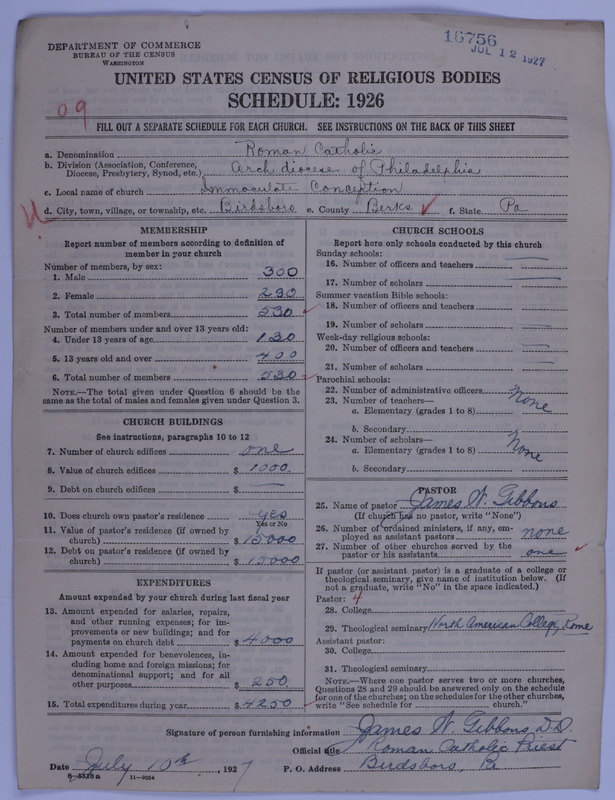 DEPARTMENT OF COMMERCE
BUREAU OF THE CENSUS
WASHINGTON
16756
JUL 12 1927
UNITED STATES CENSUS OF RELIGIOUS BODIES
SCHEDULE: 1926
09
FILL OUT A SEPARATE SCHEDULE FOR EACH CHURCH. SEE INSTRUCTIONS ON THE BACK OF THIS SHEET
a. Denomination Roman Catholic
b. Division (Association, Conference, Diocese, Presbytery, Synod, etc.) Arch diocese of Philadelphia
c. Local name of church Immaculate Conception
d. City, town, village, or township, etc. Birdsboro e. County Berks f. State Pa
MEMBERSHIP
Report number of members according to definition of
member in your church
Number of members, by sex:
1. Male 300
2. Female 230
3. Total number of members 530
Number of members under and over 13 years old:
4. Under 13 years of age 130
5. 13 years old and over 400
6. Total number of members 530
NOTE.—The total given under Question 6 should be
same as the total of males and females given under Question 3.
CHURCH BUILDINGS
See instructions, paragraphs 10 to 12
7. Number of church edifices one
8. Value of church edifices $ 1000
9. Debt on church edifices $ —
10. Does church own pastor's residence yes
Yes or No
11. Value of pastor's residence (if owned by
church) $ 15000
12. Debt on pastor's residence (if owned by
church) $ 15000
EXPENDITURES
Amount expended by your church during last fiscal year
13. Amount expended for salaries, repairs,
and other running expenses; for im-
provements or new buildings; and for
payments on church debt $ 4000
14. Amount expended for benevolences, in-
cluding home and foreign missions; for
denominational support; and for all
other purposes $ 250
15. Total expenditures during year $ 4250
CHURCH SCHOOLS
Report here only schools conducted by this church
Sunday schools:
16. Number of officers and teachers —
17. Number of scholars —
Summer vacation Bible schools:
18. Number of officers and teachers —
19. Number of scholars —
Week-day religious schools:
20. Number of officers and teachers —
21. Number of scholars —
Parochial schools:
22. Number of administrative officers
23. Number of teachers— None
a. Elementary (grades 1 to 8)
b. Secondary
24. Number of scholars— None
a. Elementary (grades 1 to 8)
b. Secondary
PASTOR
25. Name of pastor James W. Gibbons
(If church has no pastor, write "None")
26. Number of ordained ministers, if any, em-
ployed as assistant pastors none
27. Number of other churches served by the
pastor or his assistants one
If pastor (or assistant pastor) is a graduate of a college or
theological seminary, give name of institution below. (If
not a graduate, write "No" in the space indicated.)
Pastor: 4
28. College
29. Theological seminary North American College, Rome
Assistant pastor:
30. College
31. Theological seminary
NOTE.—Where one pastor serves two or more churches,
Questions 28 and 29 should be answered only on the schedule
for one of the churches; on the schedules for the other churches,
write "See schedule for ........ church."
Signature of person furnishing information James W. Gibbons, D.D.
Official title Roman Catholic Priest
Date July 10th, 1927 P. O. Address Birdsboro, Pa
8-5518a 11-9054